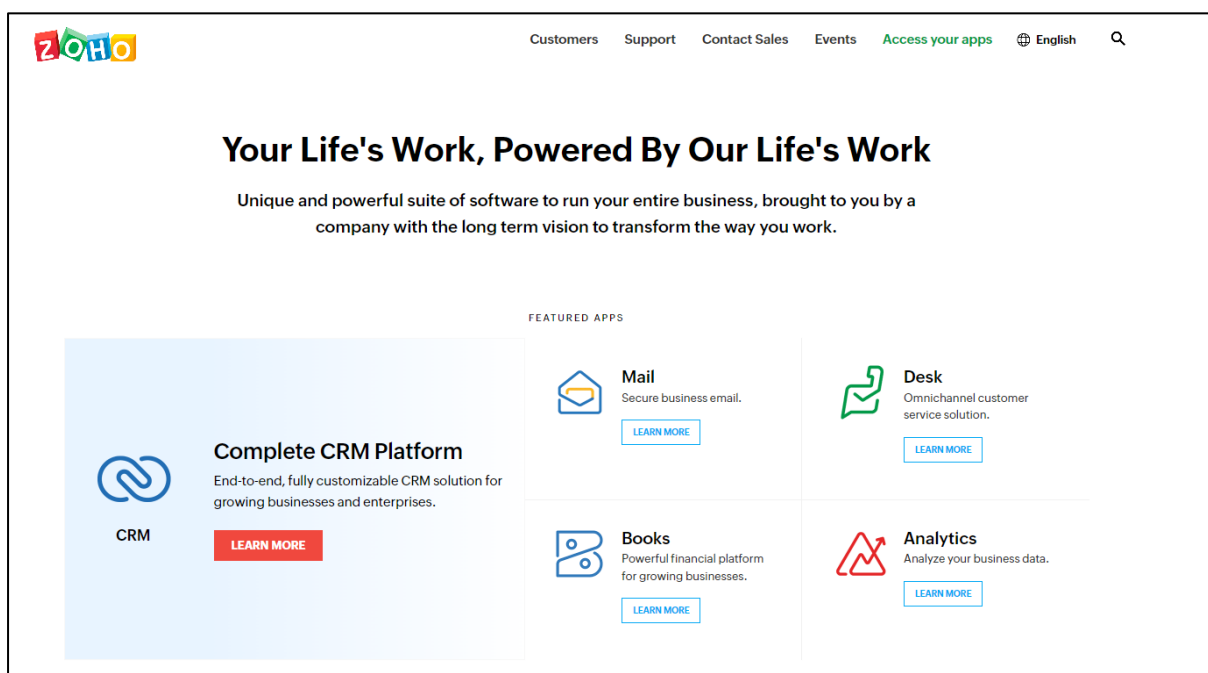 ZOHO
Customers Support Contact Sales Events Access your apps English
Your Life's Work, Powered By Our Life's Work
Unique and powerful suite of software to run your entire business, brought to you by a
company with the long term vision to transform the way you work.
FEATURED APPS
CRM
Complete CRM Platform
End-to-end, fully customizable CRM solution for
growing businesses and enterprises.
LEARN MORE
Mail
Secure business email.
LEARN MORE
Desk
Omnichannel customer
service solution.
LEARN MORE
Books
Powerful financial platform
for growing businesses.
LEARN MORE
Analytics
Analyze your business data.
LEARN MORE